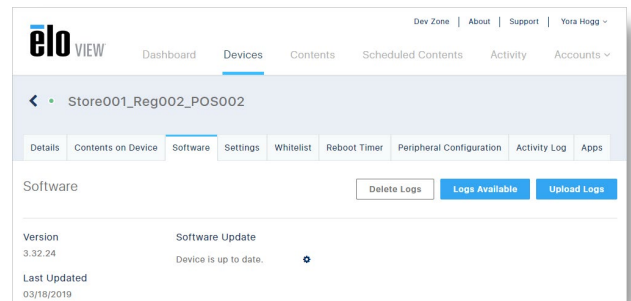 Dev Zone | About | Support | Yora Hogg
elo VIEW Dashboard Devices Contents Scheduled Contents Activity Accounts
Store001_Reg002_POS002
Details Contents on Device Software Settings Whitelist Reboot Timer Peripheral Configuration Activity Log Apps
Software Delete Logs Logs Available Upload Logs
Version Software Update
3.32.24 Device is up to date.
Last Updated
03/18/2019